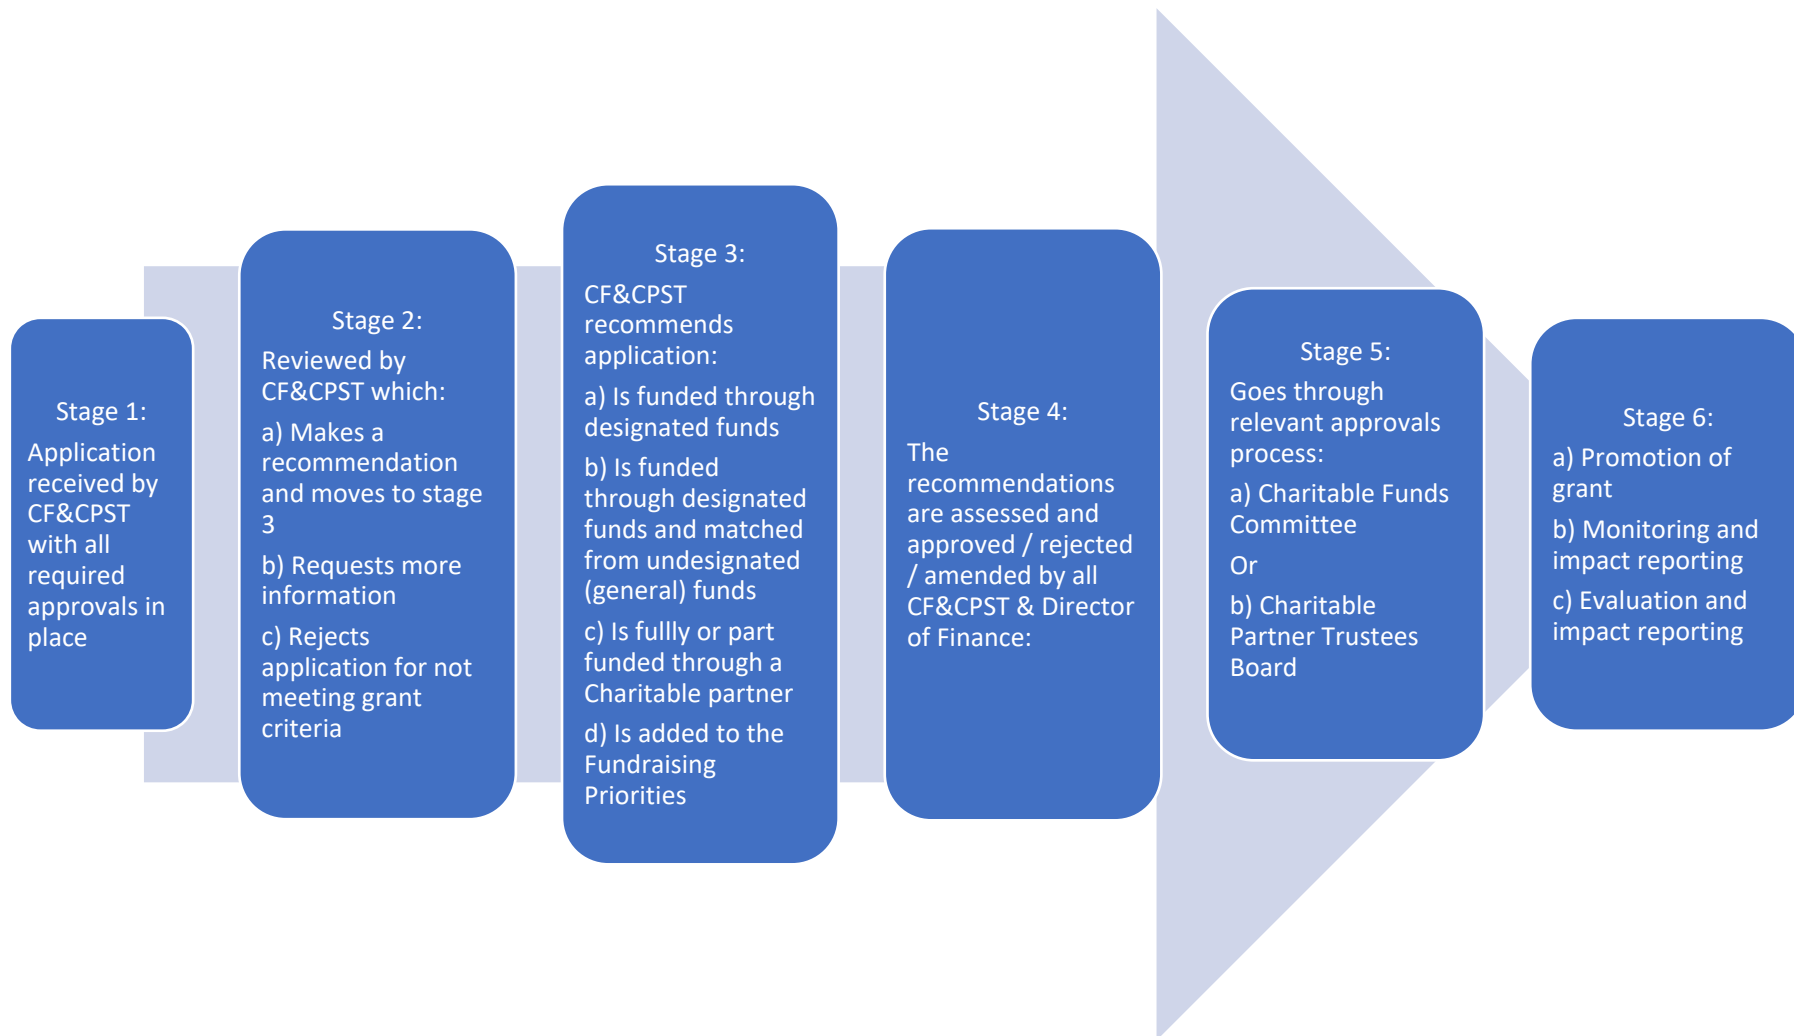 Stage 1:
Application
received by
CF&CPST
with all
required
approvals in
place
Stage 2:
Reviewed by
CF&CPST which:
a) Makes a
recommendation
and moves to stage
3
b) Requests more
information
c) Rejects
application for not
meeting grant
criteria
Stage 3:
CF&CPST
recommends
application:
a) Is funded through
designated funds
b) Is funded
through designated
funds and matched
from undesignated
(general) funds
c) Is fullly or part
funded through a
Charitable partner
d) Is added to the
Fundraising
Priorities
Stage 4:
The
recommendations
are assessed and
approved / rejected
/ amended by all
CF&CPST & Director
of Finance:
Stage 5:
Goes through
relevant approvals
process:
a) Charitable Funds
Committee
Or
b) Charitable
Partner Trustees
Board
Stage 6:
a) Promotion of
grant
b) Monitoring and
impact reporting
c) Evaluation and
impact reporting